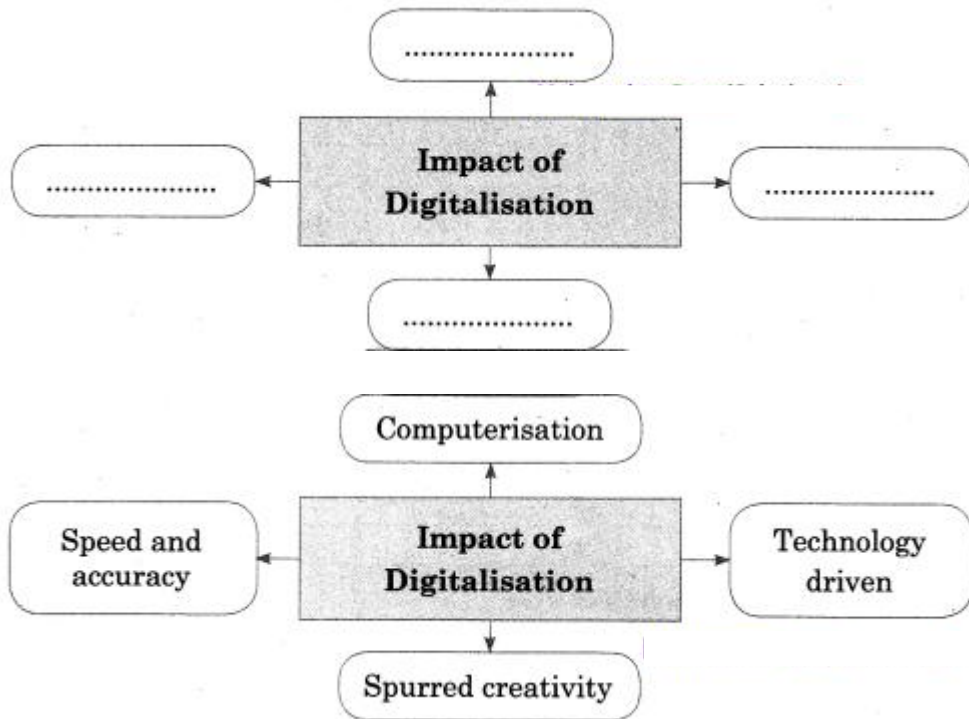 .....................
Impact of
Digitalisation
.....................
.....................
.....................
Computerisation
Speed and
accuracy
Impact of
Digitalisation
Technology
driven
Spurred creativity